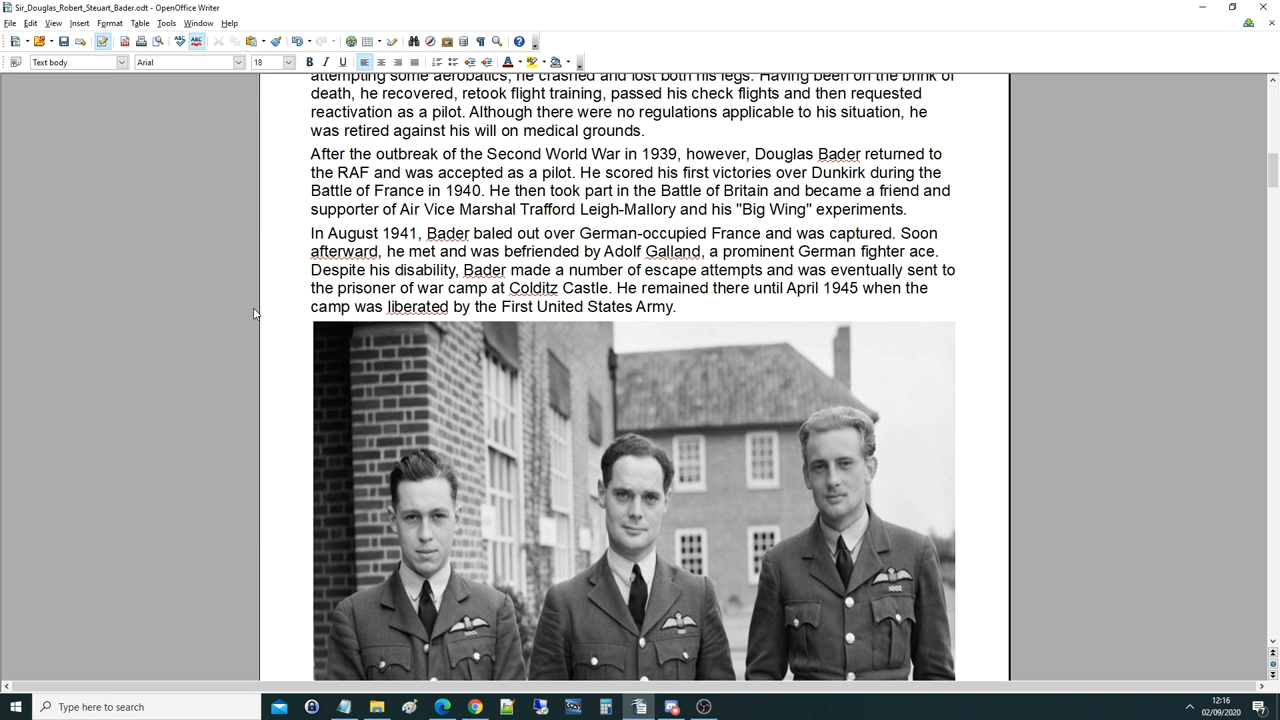 Sir_Douglas_Robert_Steuart_Bader.odt - OpenOffice Writer
File Edit View Insert Format Table Tools Window Help
Text body Arial 18 B I U
attempting some aerobatics, he crashed and lost both his legs. Having been on the brink of
death, he recovered, retook flight training, passed his check flights and then requested
reactivation as a pilot. Although there were no regulations applicable to his situation, he
was retired against his will on medical grounds.
After the outbreak of the Second World War in 1939, however, Douglas Bader returned to
the RAF and was accepted as a pilot. He scored his first victories over Dunkirk during the
Battle of France in 1940. He then took part in the Battle of Britain and became a friend and
supporter of Air Vice Marshal Trafford Leigh-Mallory and his "Big Wing" experiments.
In August 1941, Bader baled out over German-occupied France and was captured. Soon
afterward, he met and was befriended by Adolf Galland, a prominent German fighter ace.
Despite his disability, Bader made a number of escape attempts and was eventually sent to
the prisoner of war camp at Colditz Castle. He remained there until April 1945 when the
camp was liberated by the First United States Army.
Type here to search
12:16
02/09/2020